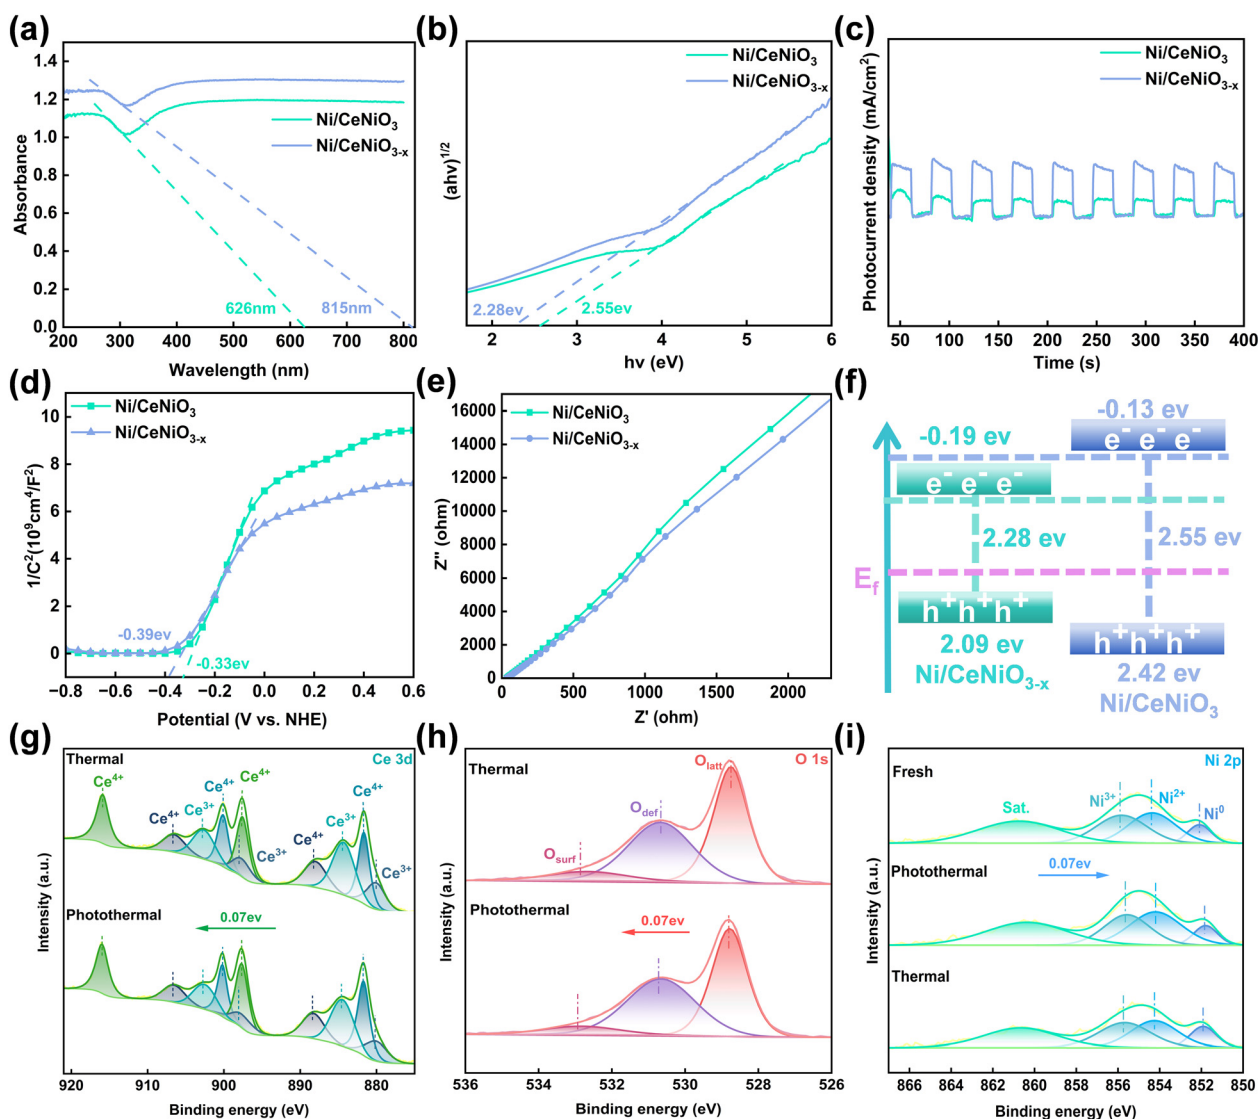 (a)
1.4
1.2
1.0
0.8
0.6
0.4
0.2
0.0
Absorbance
Ni/CeNiO3
Ni/CeNiO3-x
626nm
815nm
200 300 400 500 600 700 800
Wavelength (nm)
(b)
(ahv)1/2
Ni/CeNiO3
Ni/CeNiO3-x
2.28ev
2.55ev
2 3 4 5 6
hv (eV)
(c)
Photocurrent density (mA/cm2)
Ni/CeNiO3
Ni/CeNiO3-x
50 100 150 200 250 300 350 400
Time (s)
(d)
10
8
6
4
2
0
1/C-2(109cm4/F2)
Ni/CeNiO3
Ni/CeNiO3-x
-0.39ev
-0.33ev
-0.8 -0.6 -0.4 -0.2 0.0 0.2 0.4 0.6
Potential (V vs. NHE)
(e)
16000
14000
12000
10000
8000
6000
4000
2000
0
Z'' (ohm)
Ni/CeNiO3
Ni/CeNiO3-x
0 500 1000 1500 2000
Z' (ohm)
(f)
-0.13 ev
-0.19 ev
e- e- e-
e- e- e-
2.28 ev
2.55 ev
Ef
h+h+h+
h+h+h+
2.09 ev
Ni/CeNiO3-x
2.42 ev
Ni/CeNiO3
(g)
Thermal
Ce 3d
Ce4+
Ce4+
Ce3+
Ce4+
Ce4+
Ce3+
Ce4+
Ce3+
Ce4+
Ce3+
Photothermal
0.07ev
Intensity (a.u.)
920 910 900 890 880
Binding energy (eV)
(h)
Thermal
O 1s
Olatt
Odef
Osurf
Photothermal
0.07ev
Intensity (a.u.)
536 534 532 530 528 526
Binding energy (eV)
(i)
Ni 2p
Fresh
Sat.
Ni3+
Ni2+
Ni0
Photothermal
0.07ev
Thermal
Intensity (a.u.)
866 864 862 860 858 856 854 852 850
Binding energy (eV)